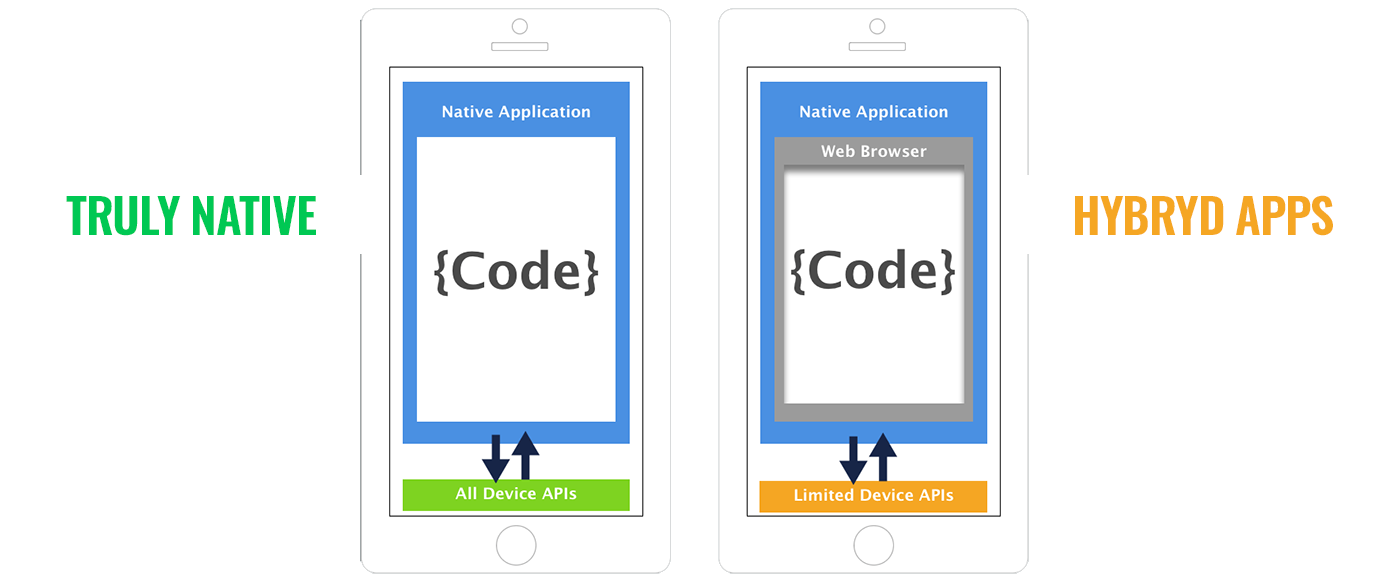 TRULY NATIVE
Native Application
{Code}
All Device APIs
Native Application
Web Browser
{Code}
Limited Device APIs
HYBRYD APPS